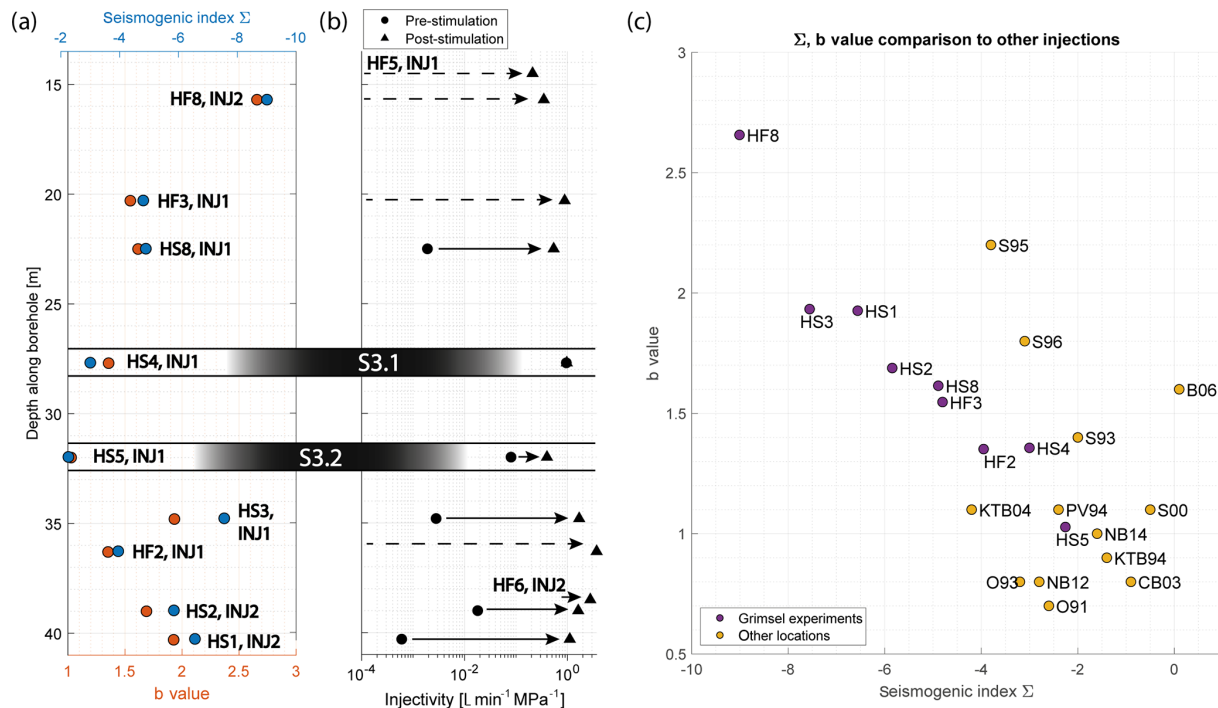 (a)
Seismogenic index Σ
-2 -4 -6 -8 -10
Depth along borehole [m]
15
20
25
30
35
40
HF8, INJ2
HF3, INJ1
HS8, INJ1
HS4, INJ1
S3.1
HS5, INJ1
S3.2
HS3,
INJ1
HF2, INJ1
HS2, INJ2
HS1, INJ2
1 1.5 2 2.5 3
b value
(b)
Pre-stimulation
Post-stimulation
HF5, INJ1
HF6, INJ2
10⁻⁴ 10⁻² 10⁰
Injectivity [L min⁻¹ MPa⁻¹]
(c)
Σ, b value comparison to other injections
3
2.5
2
1.5
1
0.5
b value
HF8
S95
HS3
HS1
S96
HS2
HS8
HF3
B06
S93
HF2
HS4
KTB04
PV94
S00
HS5
NB14
KTB94
O93
NB12
CB03
O91
Grimsel experiments
Other locations
-10 -8 -6 -4 -2 0
Seismogenic index Σ